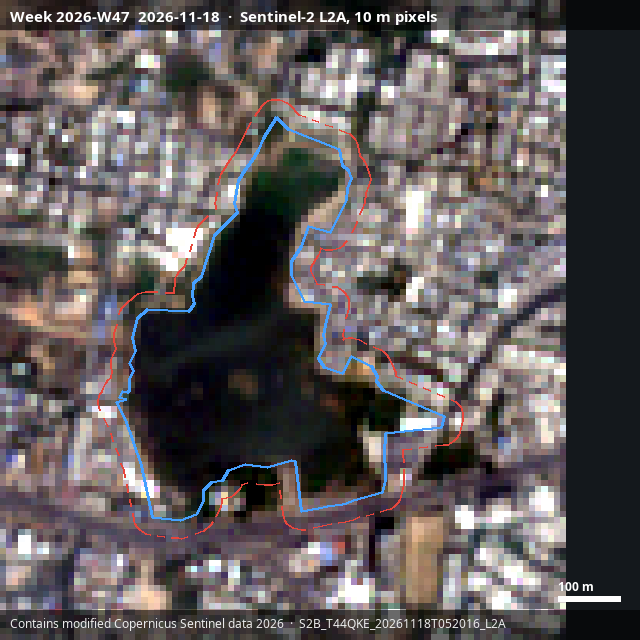 Week 2026-W47  2026-11-18  ·  Sentinel-2 L2A, 10 m pixels
100 m
Contains modified Copernicus Sentinel data 2026  ·  S2B_T44QKE_20261118T052016_L2A